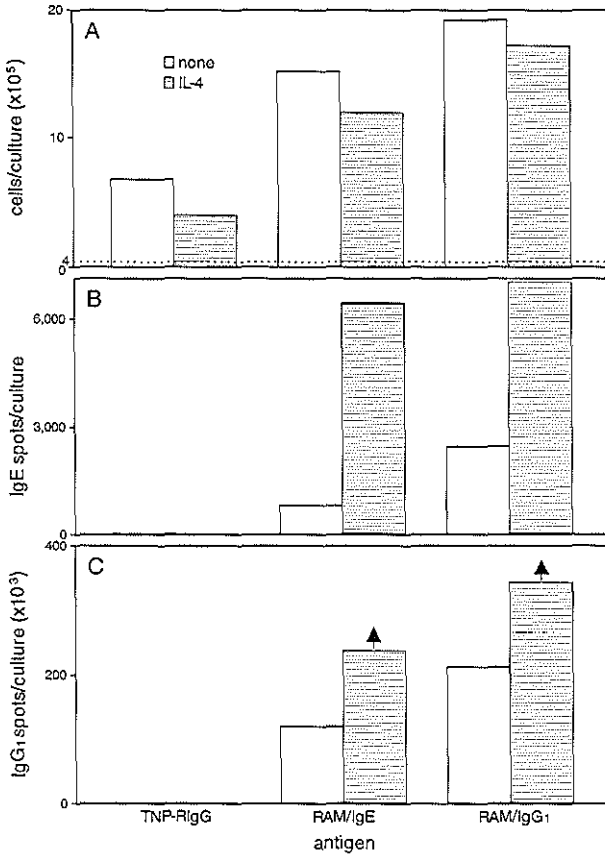 A
none
IL-4
cells/culture (x10⁵)
20
10
4
0
B
IgE spots/culture
6,000
3,000
0
C
IgG₁ spots/culture (x10³)
400
200
0
TNP-RIgG RAM/IgE RAM/IgG₁
antigen